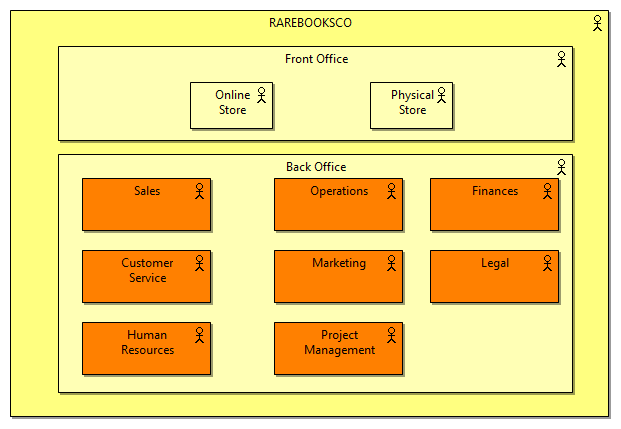 RAREBOOKSCO
Front Office
Online
Store
Physical
Store
Back Office
Sales
Operations
Finances
Customer
Service
Marketing
Legal
Human
Resources
Project
Management